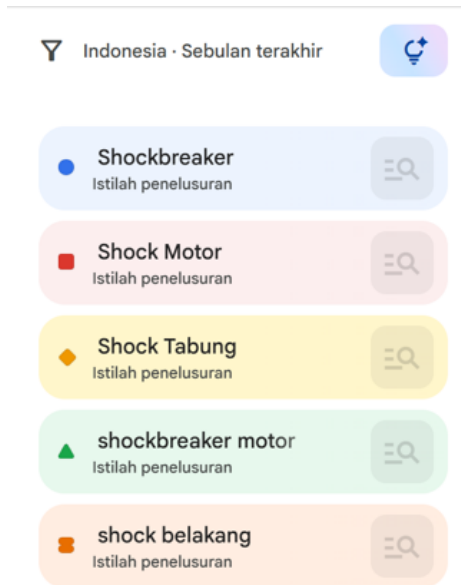 Indonesia · Sebulan terakhir
Shockbreaker
Istilah penelusuran
Shock Motor
Istilah penelusuran
Shock Tabung
Istilah penelusuran
shockbreaker motor
Istilah penelusuran
shock belakang
Istilah penelusuran